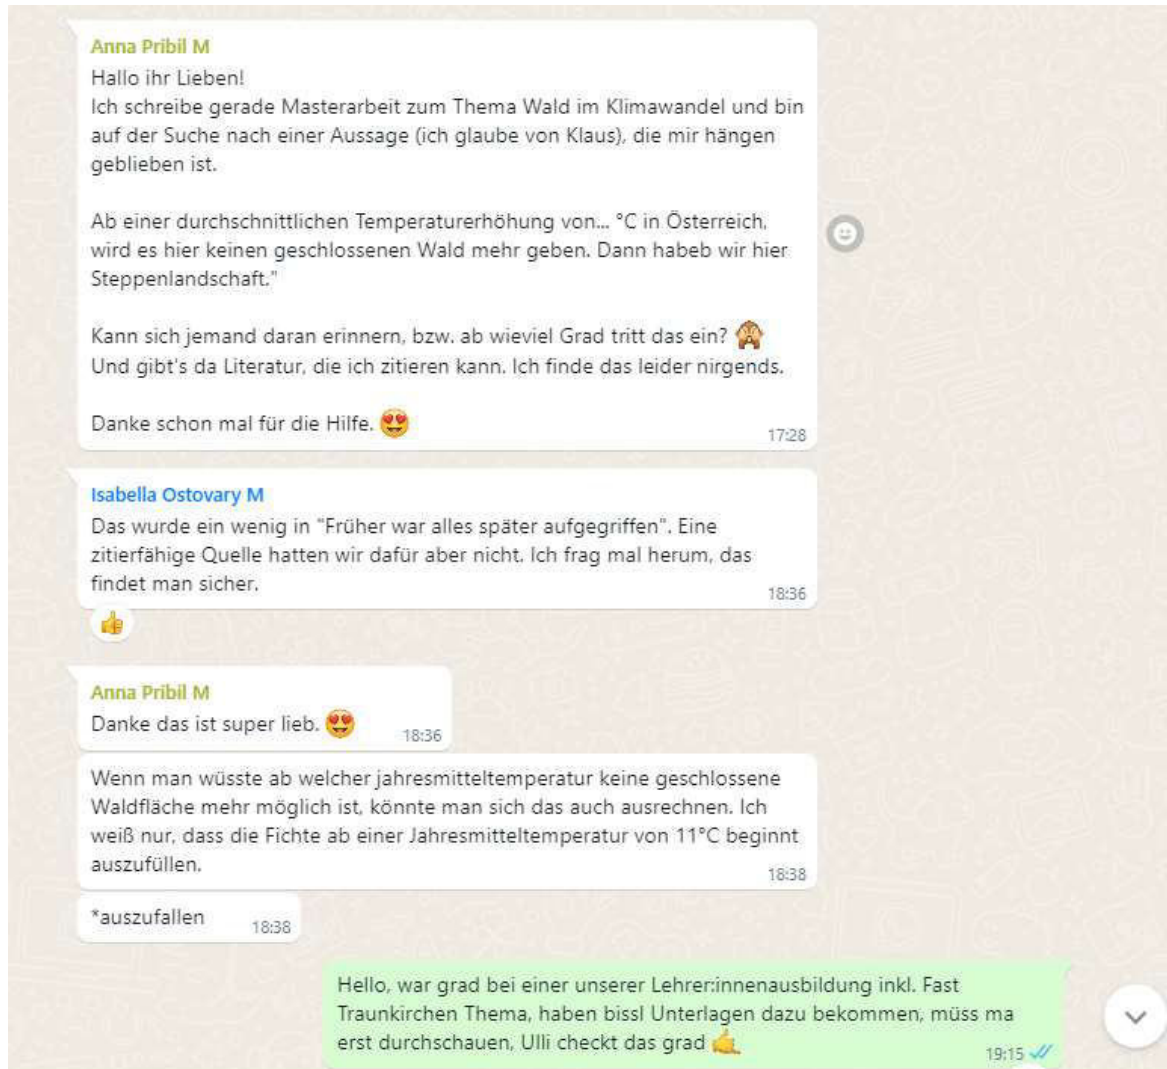 Anna Pribil M
Hallo ihr Lieben!
Ich schreibe gerade Masterarbeit zum Thema Wald im Klimawandel und bin
auf der Suche nach einer Aussage (ich glaube von Klaus), die mir hängen
geblieben ist.
Ab einer durchschnittlichen Temperaturerhöhung von... °C in Österreich,
wird es hier keinen geschlossenen Wald mehr geben. Dann habeb wir hier
Steppenlandschaft."
Kann sich jemand daran erinnern, bzw. ab wieviel Grad tritt das ein? 🙈
Und gibt's da Literatur, die ich zitieren kann. Ich finde das leider nirgends.
Danke schon mal für die Hilfe. 😍
17:28
Isabella Ostovary M
Das wurde ein wenig in "Früher war alles später aufgegriffen". Eine
zitierfähige Quelle hatten wir dafür aber nicht. Ich frag mal herum, das
findet man sicher.
18:36
👍
Anna Pribil M
Danke das ist super lieb. 😍
18:36
Wenn man wüsste ab welcher jahresmitteltemperatur keine geschlossene
Waldfläche mehr möglich ist, könnte man sich das auch ausrechnen. Ich
weiß nur, dass die Fichte ab einer Jahresmitteltemperatur von 11°C beginnt
auszufüllen.
18:38
*auszufallen
18:38
Hello, war grad bei einer unserer Lehrer:innenausbildung inkl. Fast
Traunkirchen Thema, haben bissl Unterlagen dazu bekommen, müss ma
erst durchschauen, Ulli checkt das grad 🤙
19:15